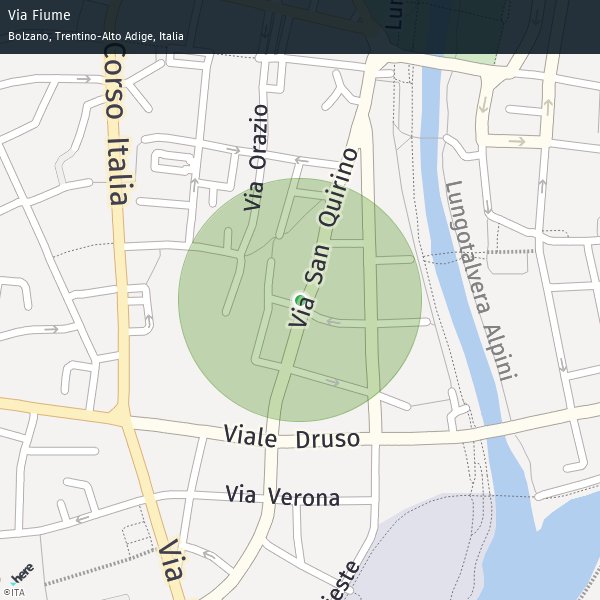 Via Fiume
Bolzano, Trentino-Alto Adige, Italia
Lun
Corso Italia
Via Orazio
Via San Quirino
Lungotalvera Alpini
Viale Druso
Via Verona
Via
ieste
here
©ITA